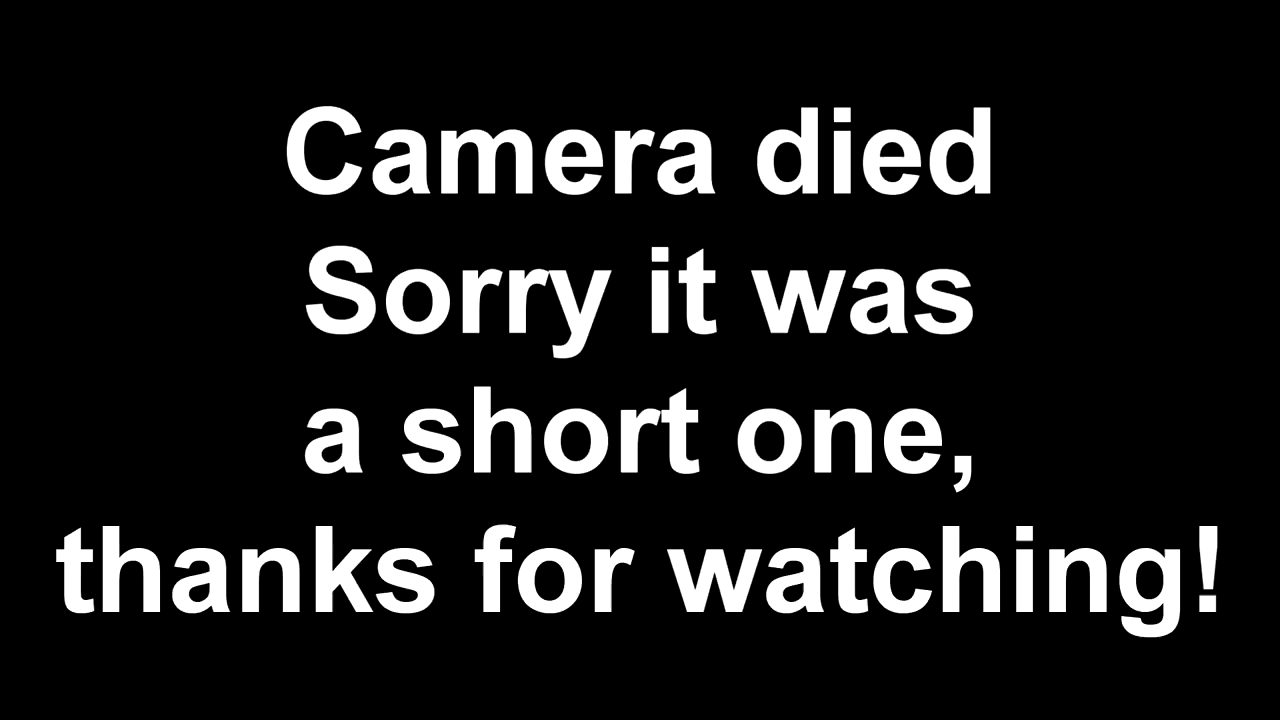 Camera died
Sorry it was
a short one,
thanks for watching!